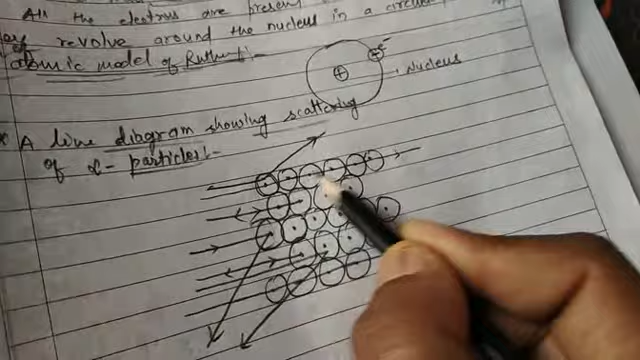 All the electrons are present
revolve around the nucleus in a circular
atomic model of Ruther
Nucleus
A line diagram showing scattering
of α- particles:-